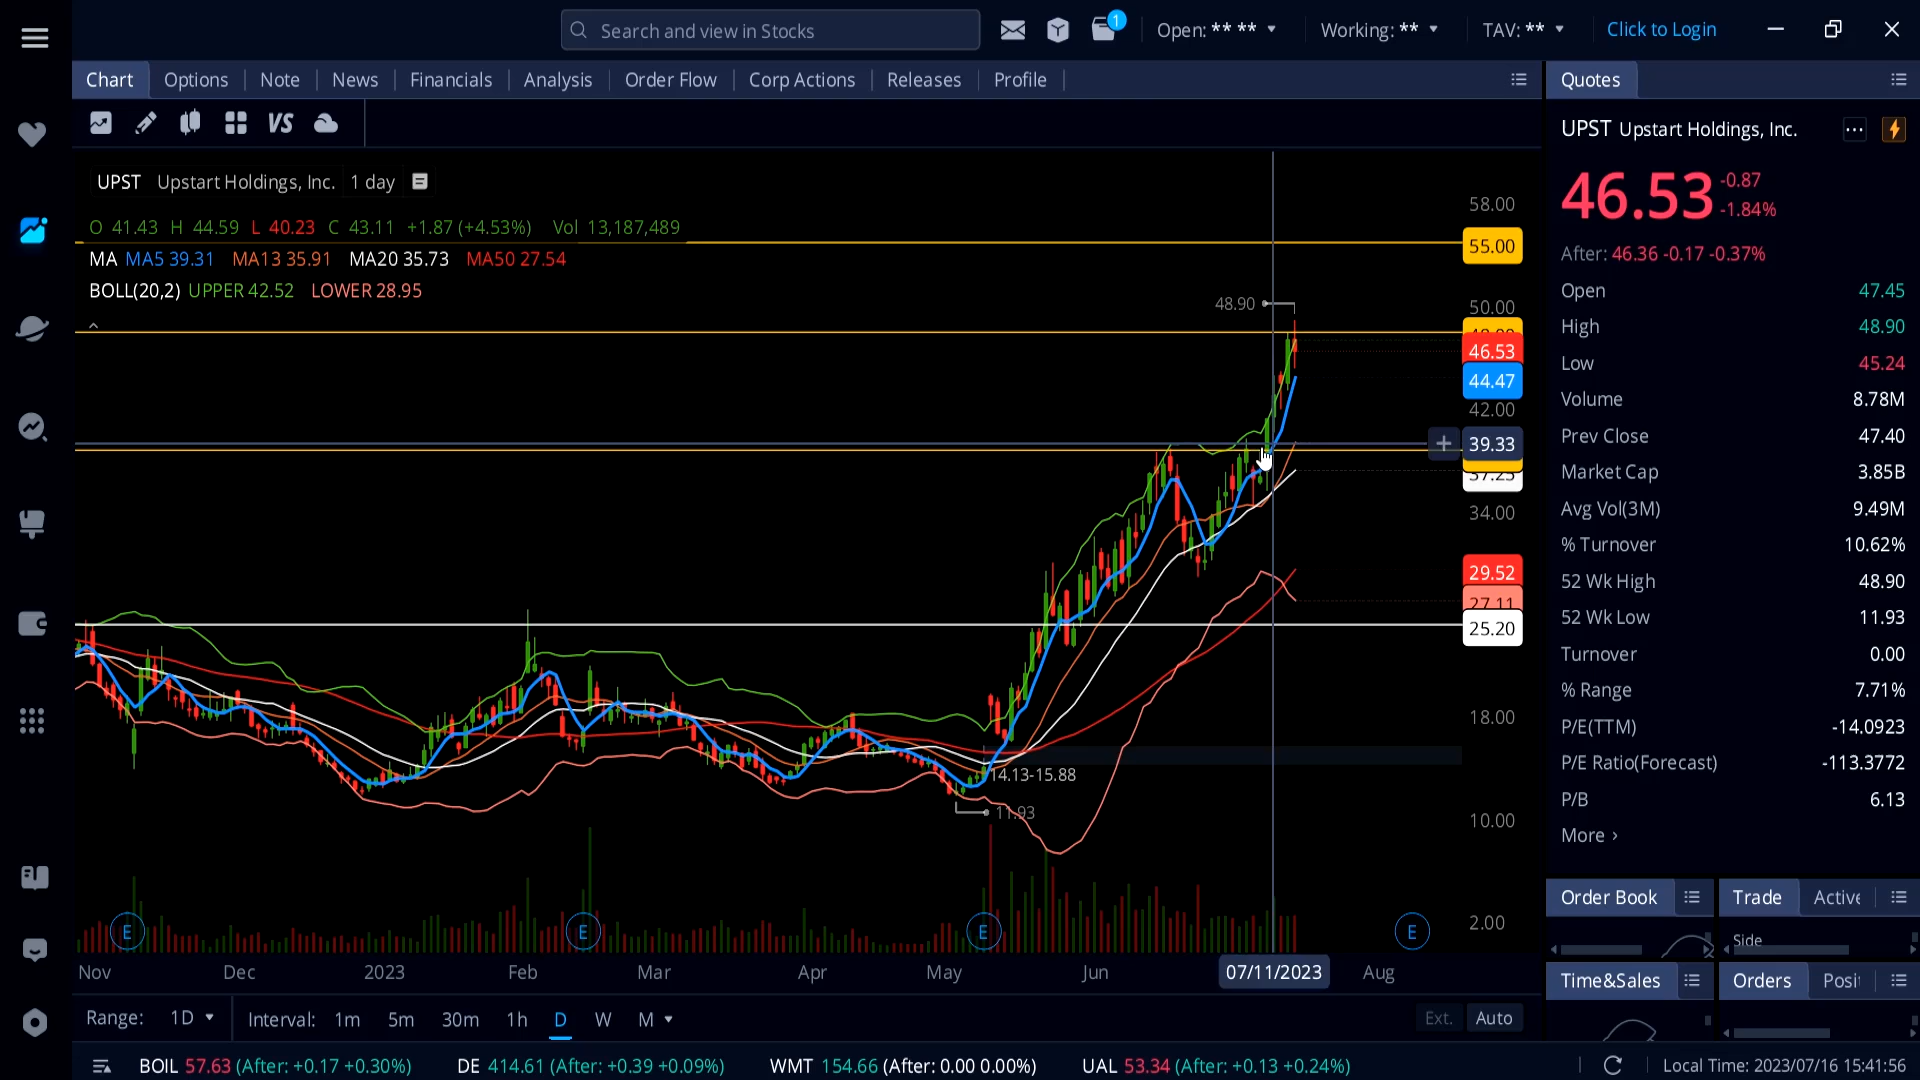 Search and view in Stocks
1
Open: ** **
Working: **
TAV: **
Click to Login
Chart
Options
Note
News
Financials
Analysis
Order Flow
Corp Actions
Releases
Profile
Quotes
VS
UPST Upstart Holdings, Inc. 1 day
O 41.43 H 44.59 L 40.23 C 43.11 +1.87 (+4.53%) Vol 13,187,489
MA MA5 39.31 MA13 35.91 MA20 35.73 MA50 27.54
BOLL(20,2) UPPER 42.52 LOWER 28.95
48.90
14.13-15.88
11.93
58.00
55.00
50.00
46.53
44.47
42.00
39.33
37.25
34.00
29.52
27.11
25.20
18.00
10.00
2.00
E
E
E
E
Nov
Dec
2023
Feb
Mar
Apr
May
Jun
07/11/2023
Aug
Range: 1D
Interval: 1m 5m 30m 1h D W M
Ext.
Auto
UPST Upstart Holdings, Inc.
46.53
-0.87
-1.84%
After: 46.36 -0.17 -0.37%
Open 47.45
High 48.90
Low 45.24
Volume 8.78M
Prev Close 47.40
Market Cap 3.85B
Avg Vol(3M) 9.49M
% Turnover 10.62%
52 Wk High 48.90
52 Wk Low 11.93
Turnover 0.00
% Range 7.71%
P/E(TTM) -14.0923
P/E Ratio(Forecast) -113.3772
P/B 6.13
More ›
Order Book
Trade
Active
Side
Time&Sales
Orders
Posit
BOIL 57.63 (After: +0.17 +0.30%)
DE 414.61 (After: +0.39 +0.09%)
WMT 154.66 (After: 0.00 0.00%)
UAL 53.34 (After: +0.13 +0.24%)
Local Time: 2023/07/16 15:41:56